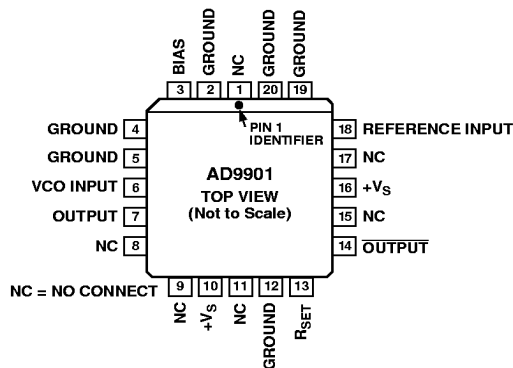 BIAS
GROUND
NC
GROUND
GROUND
3
2
1
20
19
PIN 1
IDENTIFIER
GROUND 4
GROUND 5
VCO INPUT 6
OUTPUT 7
NC 8
AD9901
TOP VIEW
(Not to Scale)
18 REFERENCE INPUT
17 NC
16 +VS
15 NC
14 OUTPUT
NC = NO CONNECT
9
10
11
12
13
NC
+VS
NC
GROUND
RSET